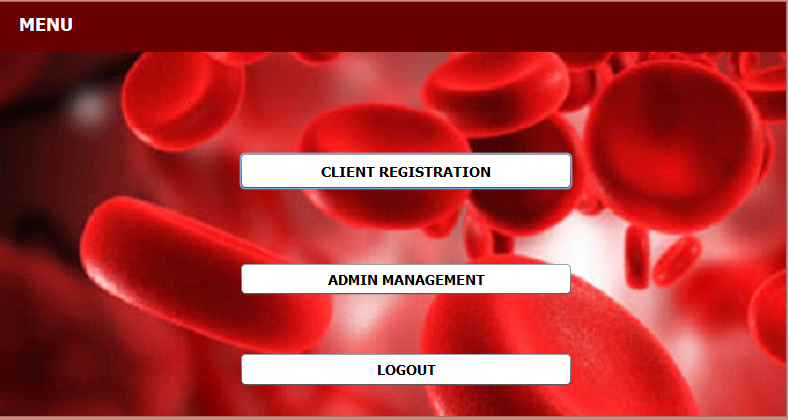 MENU
CLIENT REGISTRATION
ADMIN MANAGEMENT
LOGOUT